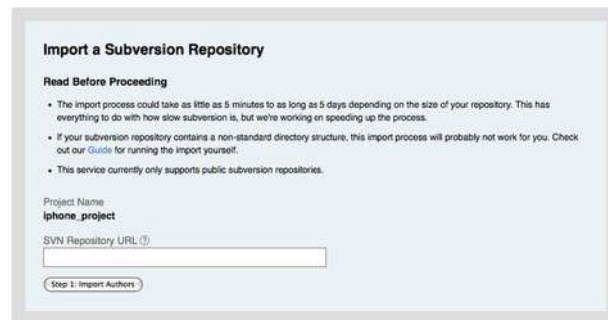 Import a Subversion Repository
Read Before Proceeding
• The import process could take as little as 5 minutes to as long as 5 days depending on the size of your repository. This has
everything to do with how slow subversion is, but we're working on speeding up the process.
• If your subversion repository contains a non-standard directory structure, this import process will probably not work for you. Check
out our Guide for running the import yourself.
• This service currently only supports public subversion repositories.
Project Name
iphone_project
SVN Repository URL (?)
Step 1: Import Authors